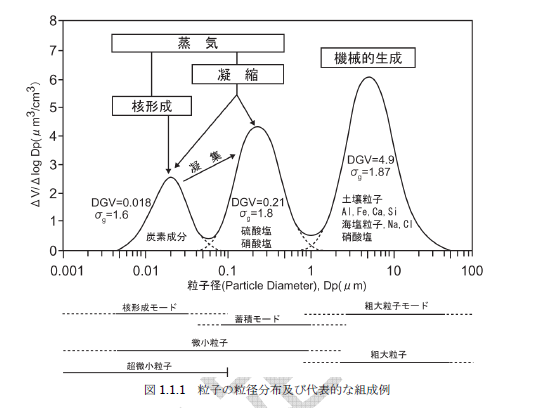 8
7
6
5
4
3
2
1
0
ΔV/Δlog Dp(μm³/cm3)
蒸気
凝 縮
核形成
機械的生成
凝 集
DGV=0.018
σg=1.6
炭素成分
DGV=0.21
σg=1.8
硫酸塩
硝酸塩
DGV=4.9
σg=1.87
土壌粒子
Al,Fe,Ca,Si
海塩粒子,Na,Cl
硝酸塩
0.001 0.01 0.1 1.0 10 100
粒子径(Particle Diameter), Dp(μm)
核形成モード
粗大粒子モード
蓄積モード
微小粒子
粗大粒子
超微小粒子
図 1.1.1 粒子の粒径分布及び代表的な組成例